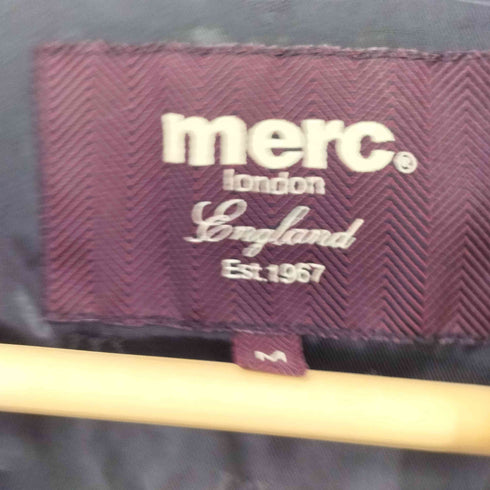 merc.®
london
England
Est.1967
M